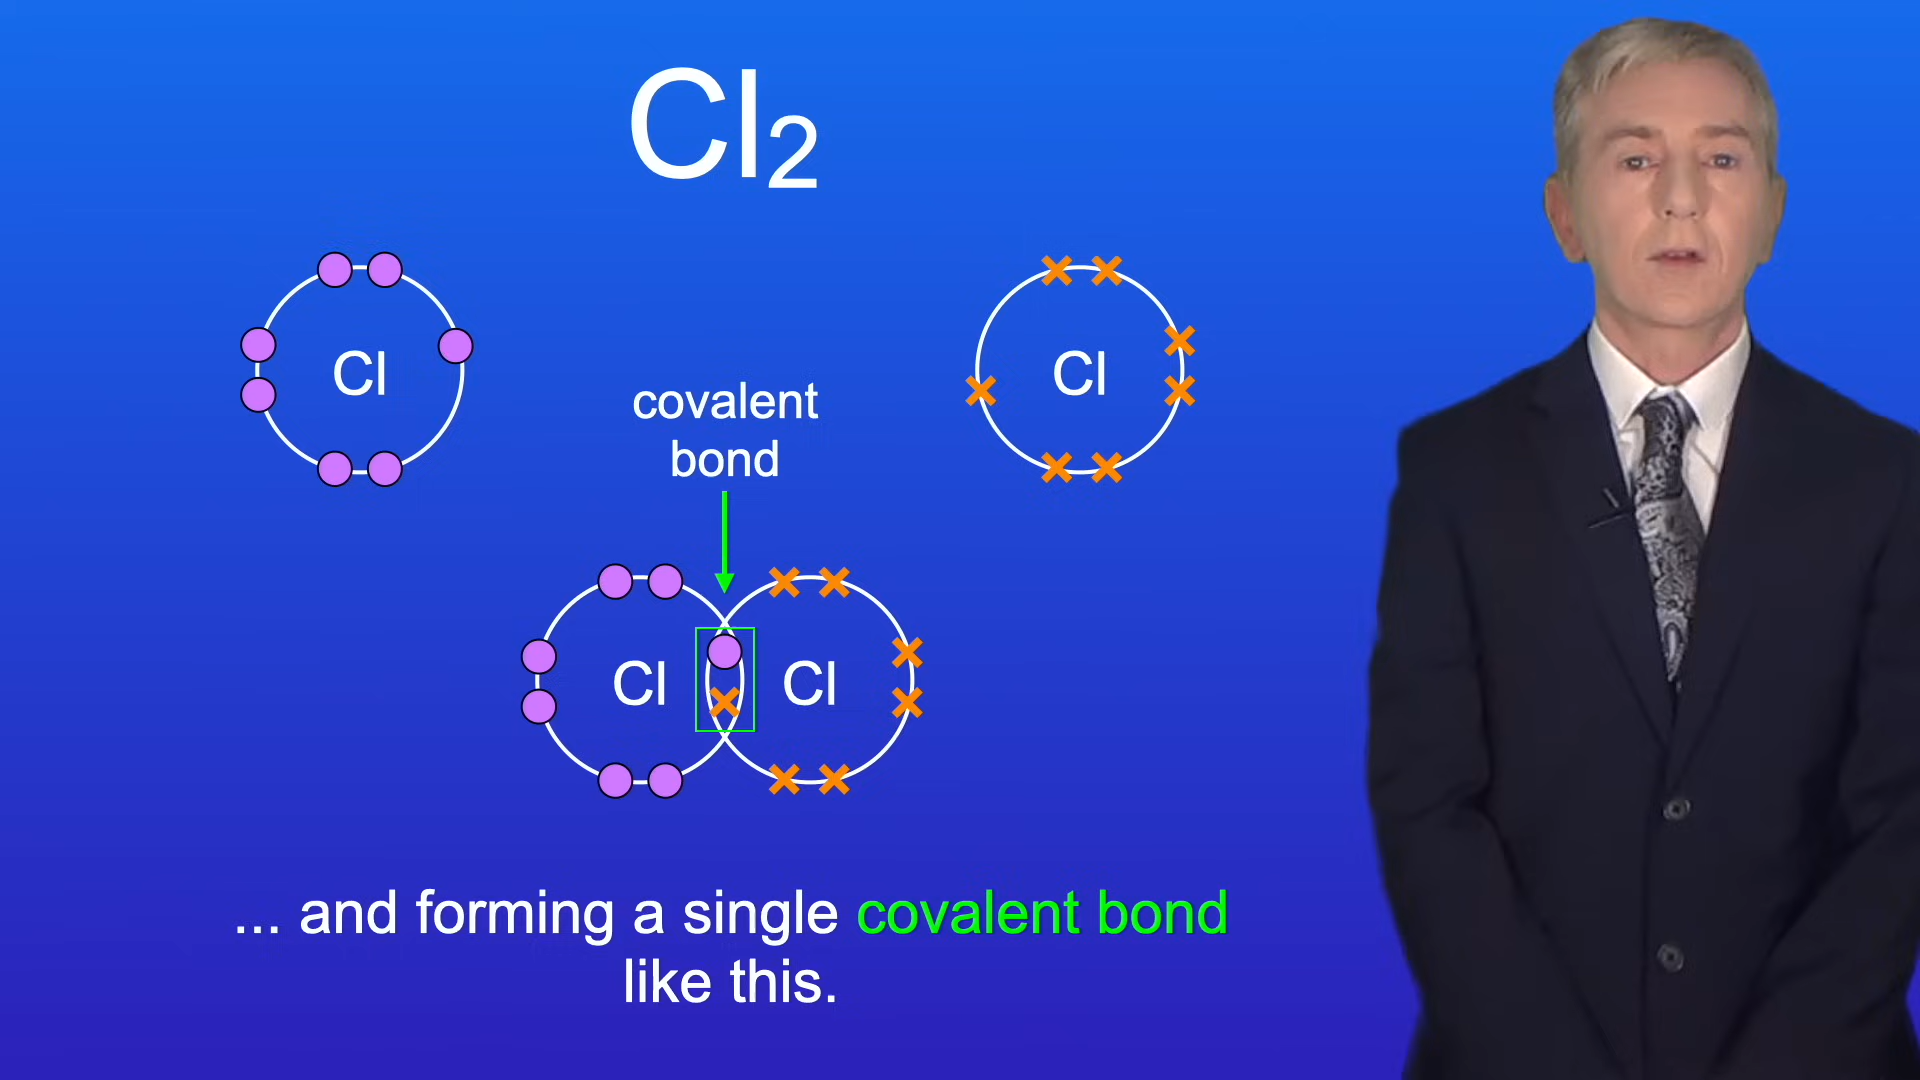 Cl₂
Cl
Cl
covalent
bond
Cl
Cl
... and forming a single covalent bond
like this.